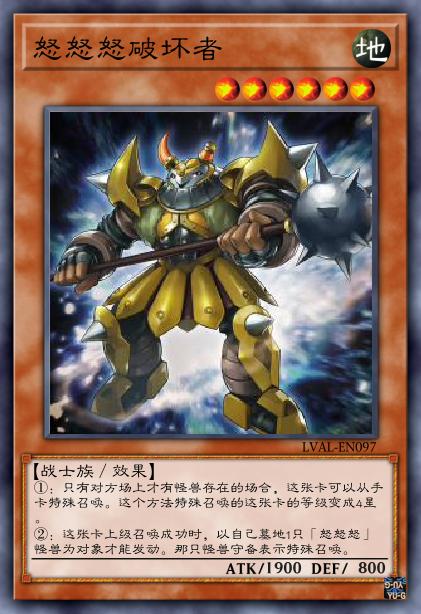 怒怒怒破坏者
地
LVAL-EN097
【战士族／效果】
①：只有对方场上才有怪兽存在的场合，这张卡可以从手
卡特殊召唤。这个方法特殊召唤的这张卡的等级变成4星
。
②：这张卡上级召唤成功时，以自己墓地1只「怒怒怒」
怪兽为对象才能发动。那只怪兽守备表示特殊召唤。
ATK/1900 DEF/ 800